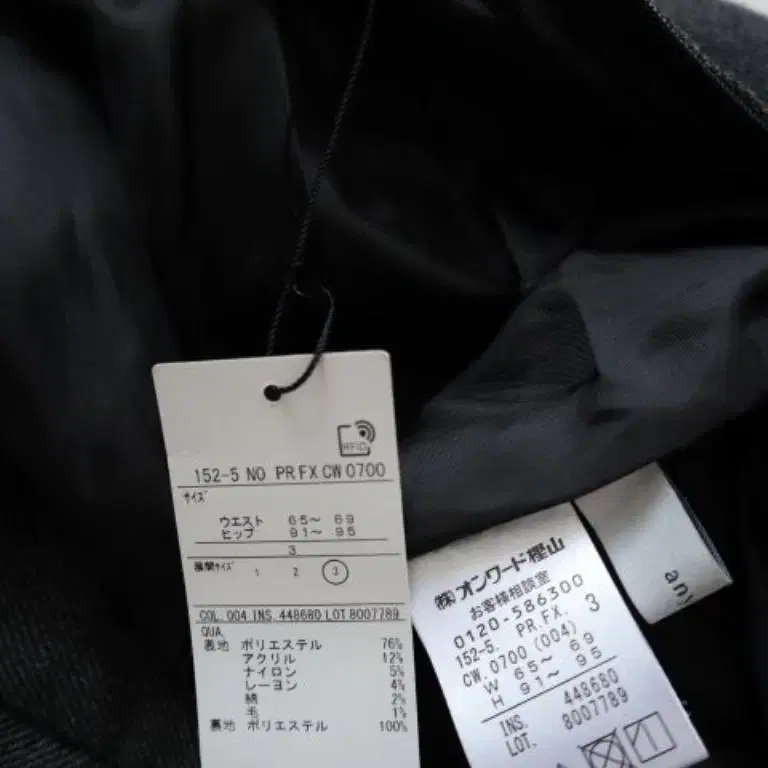 RFID
152-5 NO PRFX CW 0700
サイズ
ウエスト 65～ 69
ヒップ 91～ 95
3
展開サイズ 1 2 3
COL. 004 INS. 448680 LOT 8007789
QUA.
表地 ポリエステル 76%
アクリル 12%
ナイロン 5%
レーヨン 4%
綿 2%
毛 1%
裏地 ポリエステル 100%
㈱オンワード樫山
お客様相談室
0120-586300
152-5. PR.FX. 3
CW.0700 (004)
W 65～ 69
H 91～ 95
INS. 448680
LOT. 8007789
any